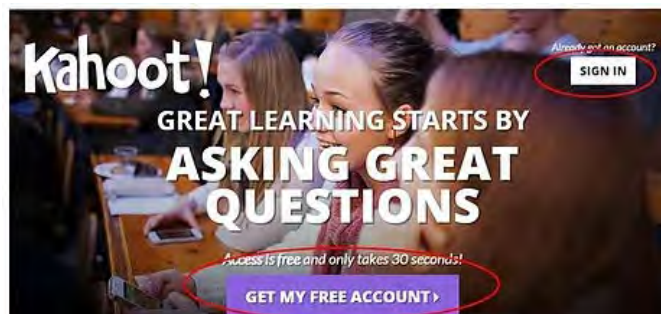 Kahoot!
Already got an account?
SIGN IN
GREAT LEARNING STARTS BY
ASKING GREAT
QUESTIONS
Access is free and only takes 30 seconds!
GET MY FREE ACCOUNT ›